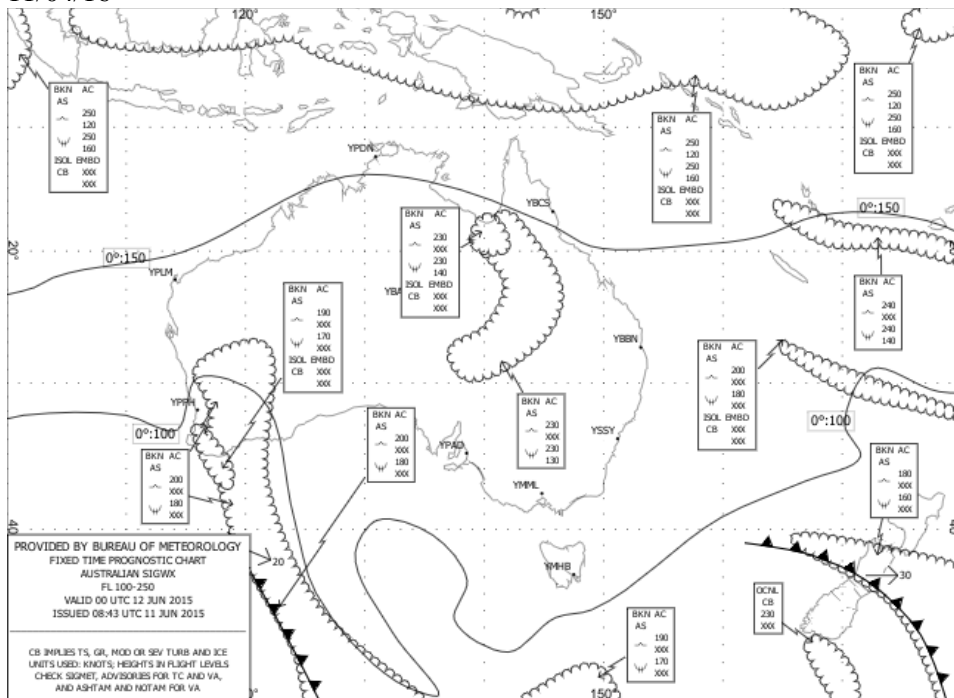 120°
150°
BKN AC
AS
250
120
250
160
ISOL EMBD
CB XXX
XXX
BKN AC
AS
250
120
250
160
ISOL EMBD
CB XXX
XXX
BKN AC
AS
250
120
250
160
ISOL EMBD
CB XXX
XXX
YPDN
YBCS
0°:150
BKN AC
AS
230
XXX
230
140
ISOL EMBD
CB XXX
XXX
20°
0°:150
YPLM
YBA
BKN AC
AS
240
XXX
240
140
BKN AC
AS
190
XXX
170
XXX
ISOL EMBD
CB XXX
XXX
YBBN
BKN AC
AS
200
XXX
180
XXX
ISOL EMBD
CB XXX
XXX
YPPH
0°:100
BKN AC
AS
200
XXX
180
XXX
BKN AC
AS
230
XXX
230
130
0°:100
YSSY
YPAD
BKN AC
AS
200
XXX
180
XXX
BKN AC
AS
180
XXX
160
XXX
YMML
40
PROVIDED BY BUREAU OF METEOROLOGY
FIXED TIME PROGNOSTIC CHART
AUSTRALIAN SIGWX
FL 100-250
VALID 00 UTC 12 JUN 2015
ISSUED 08:43 UTC 11 JUN 2015
CB IMPLIES TS, GR, MOD OR SEV TURB AND ICE
UNITS USED: KNOTS; HEIGHTS IN FLIGHT LEVELS
CHECK SIGMET, ADVISORIES FOR TC AND VA,
AND ASHTAM AND NOTAM FOR VA
20
YMHB
30
OCNL
CB
230
XXX
BKN AC
AS
190
XXX
170
XXX
150°